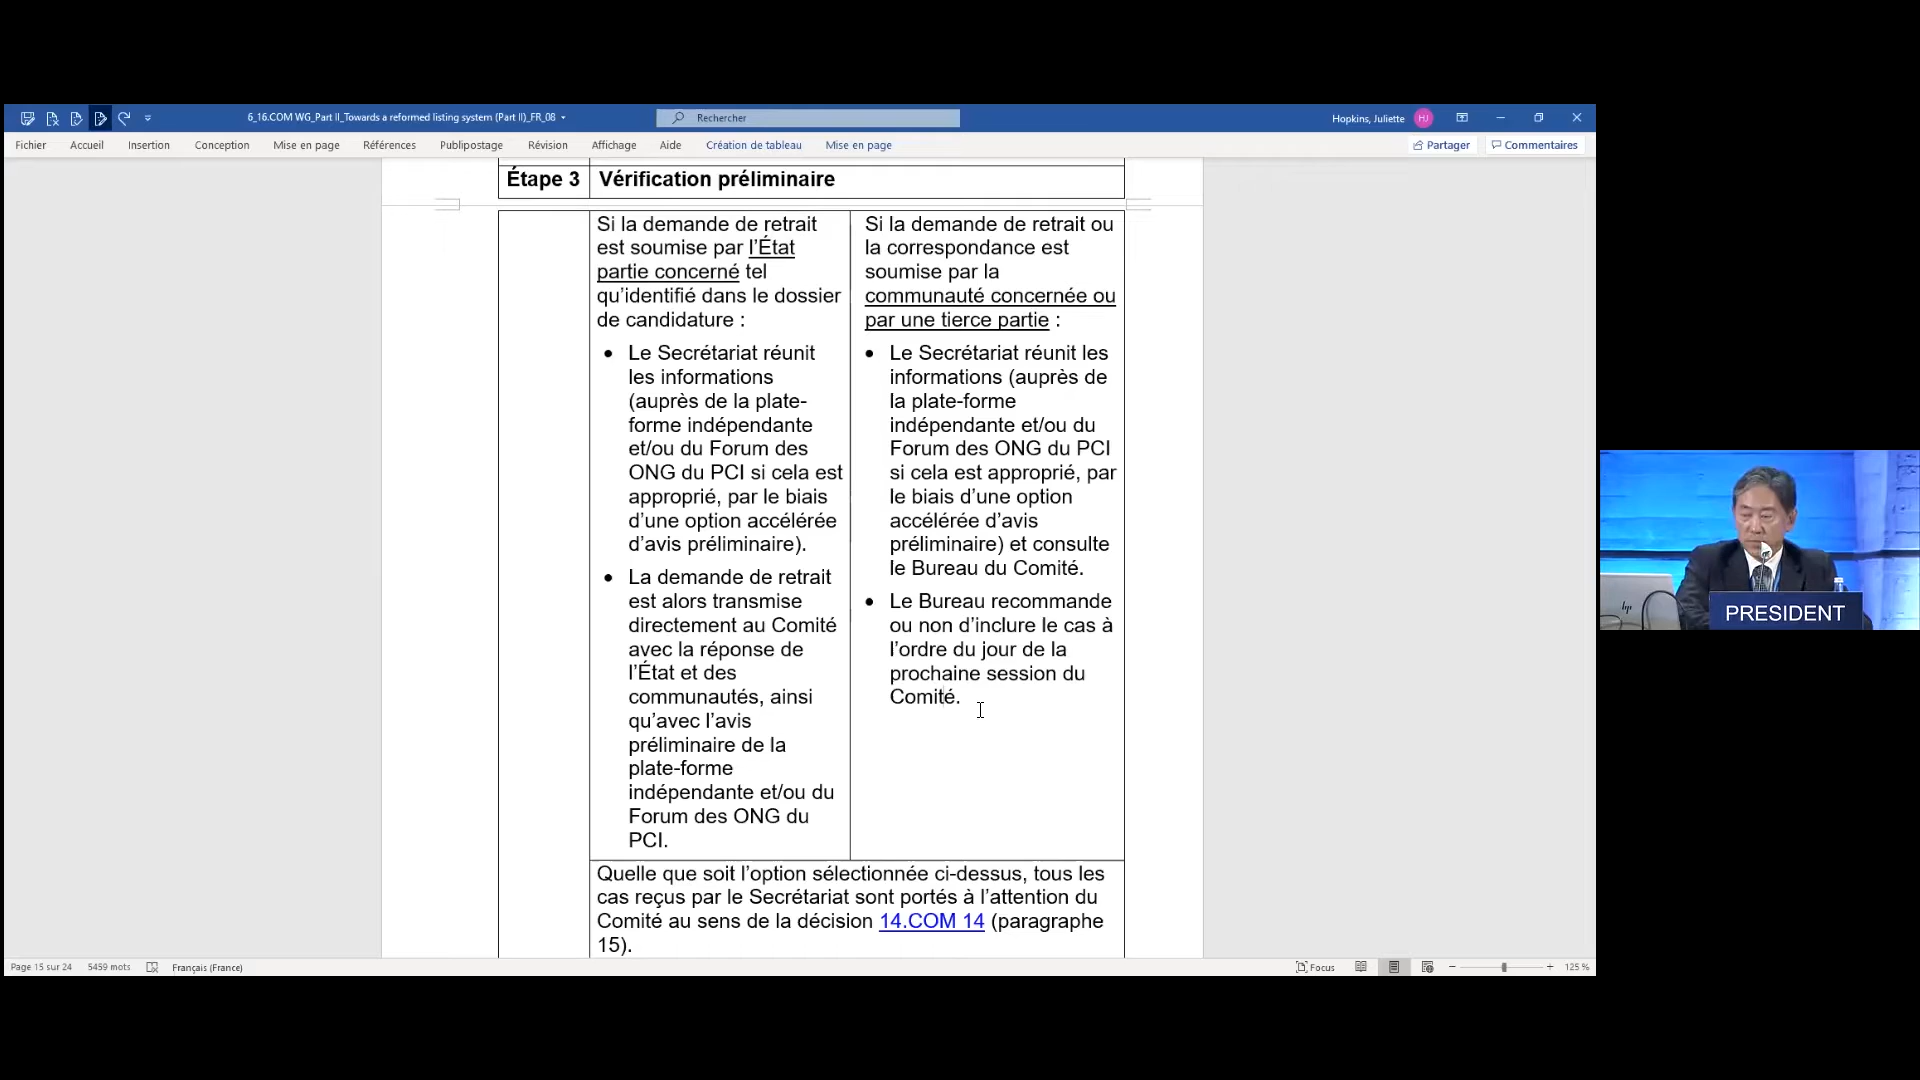 6_16.COM WG_Part II_Towards a reformed listing system (Part II)_FR_08
Rechercher
Hopkins, Juliette
HJ
Fichier
Accueil
Insertion
Conception
Mise en page
Références
Publipostage
Révision
Affichage
Aide
Création de tableau
Mise en page
Partager
Commentaires
Étape 3
Vérification préliminaire
Si la demande de retrait
est soumise par l’État
partie concerné tel
qu’identifié dans le dossier
de candidature :
• Le Secrétariat réunit
les informations
(auprès de la plate-
forme indépendante
et/ou du Forum des
ONG du PCI si cela est
approprié, par le biais
d’une option accélérée
d’avis préliminaire).
• La demande de retrait
est alors transmise
directement au Comité
avec la réponse de
l’État et des
communautés, ainsi
qu’avec l’avis
préliminaire de la
plate-forme
indépendante et/ou du
Forum des ONG du
PCI.
Si la demande de retrait ou
la correspondance est
soumise par la
communauté concernée ou
par une tierce partie :
• Le Secrétariat réunit les
informations (auprès de
la plate-forme
indépendante et/ou du
Forum des ONG du PCI
si cela est approprié, par
le biais d’une option
accélérée d’avis
préliminaire) et consulte
le Bureau du Comité.
• Le Bureau recommande
ou non d’inclure le cas à
l’ordre du jour de la
prochaine session du
Comité.
Quelle que soit l’option sélectionnée ci-dessus, tous les
cas reçus par le Secrétariat sont portés à l’attention du
Comité au sens de la décision 14.COM 14 (paragraphe
15).
Page 15 sur 24
5459 mots
Français (France)
Focus
125 %
hp
PRESIDENT